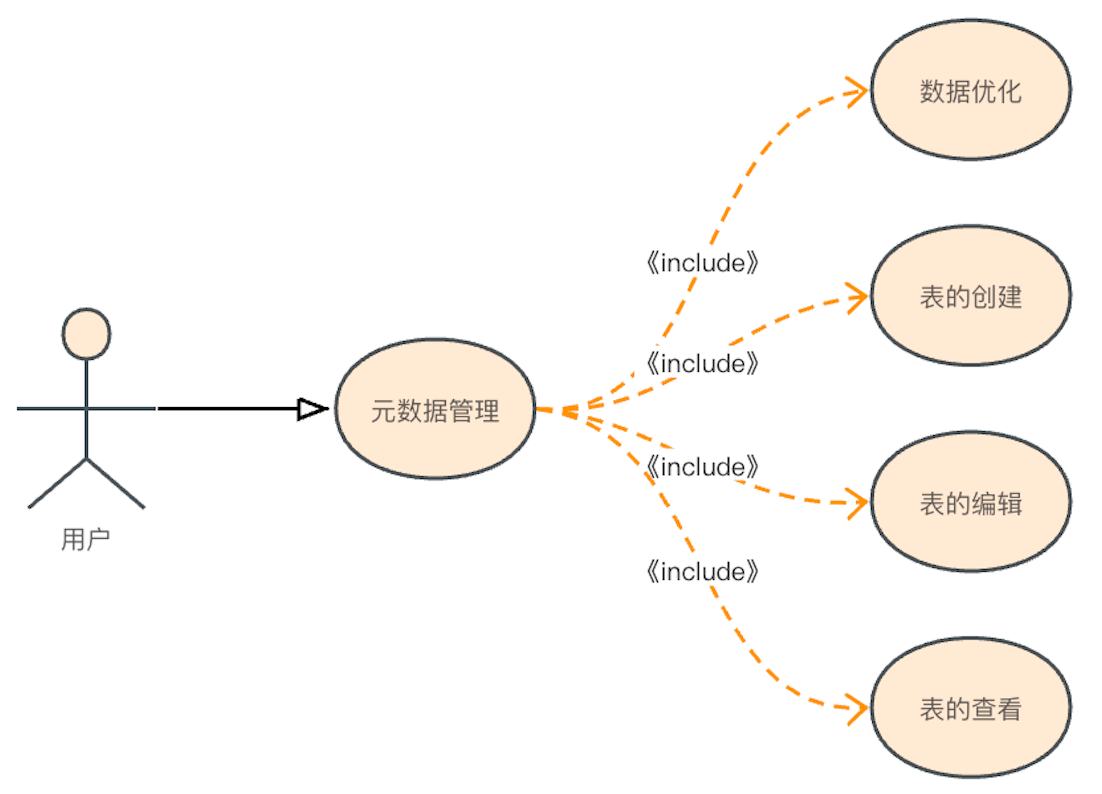 数据优化
《include》
表的创建
《include》
用户
元数据管理
《include》
表的编辑
《include》
表的查看